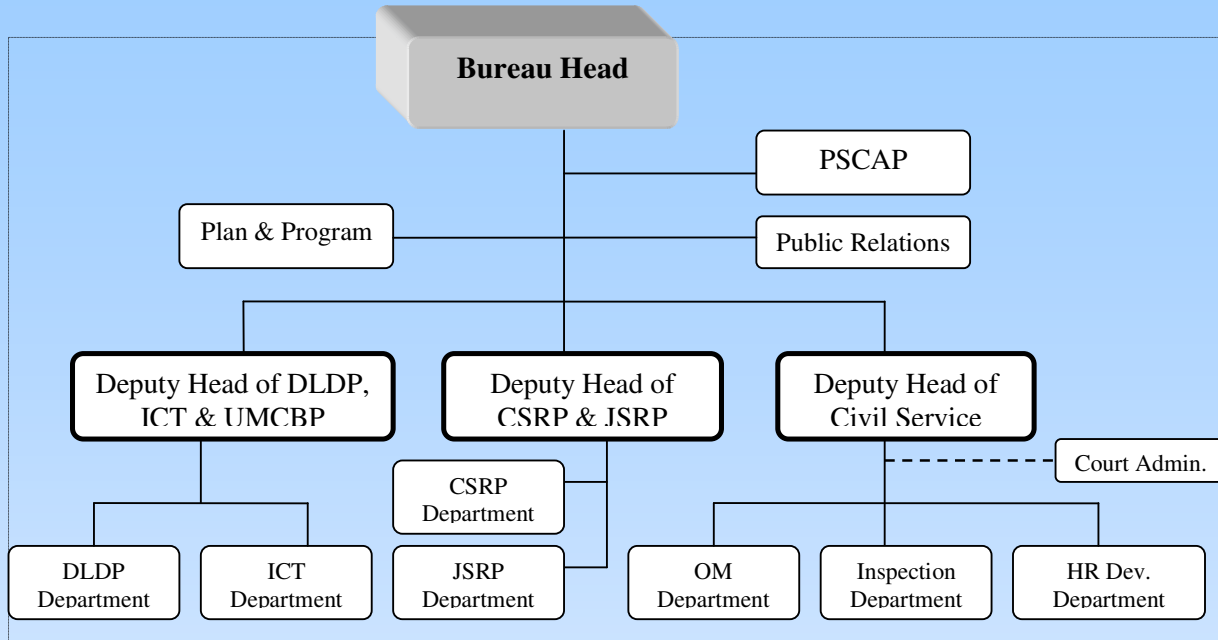 Bureau Head
PSCAP
Plan & Program
Public Relations
Deputy Head of DLDP,
ICT & UMCBP
Deputy Head of
CSRP & JSRP
Deputy Head of
Civil Service
Court Admin.
CSRP
Department
DLDP
Department
ICT
Department
JSRP
Department
OM
Department
Inspection
Department
HR Dev.
Department